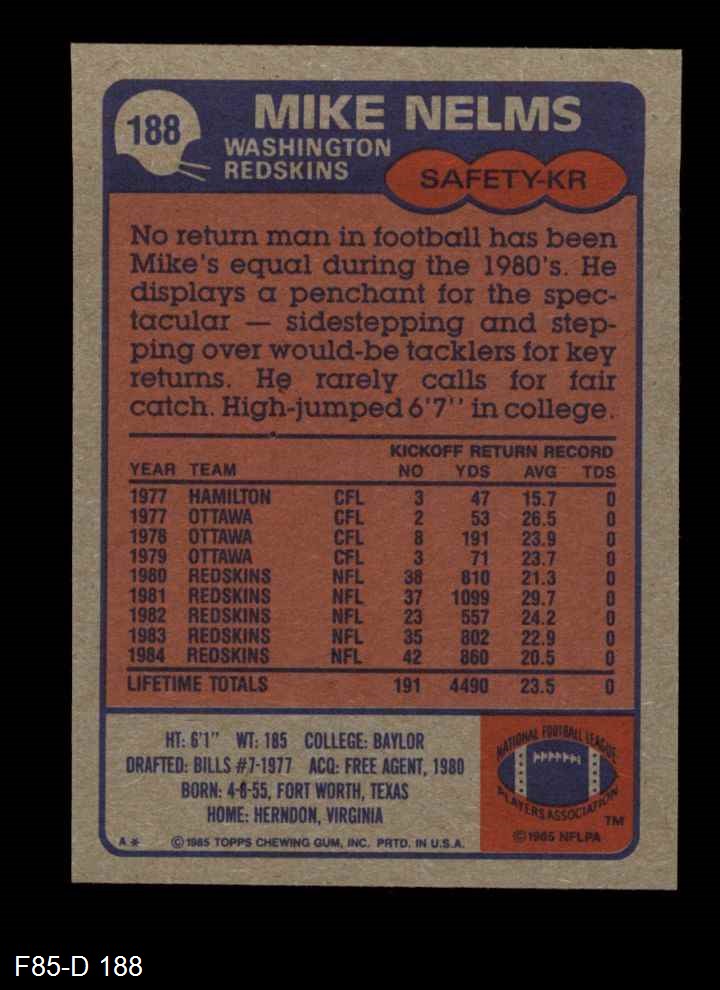 188
MIKE NELMS
WASHINGTON
REDSKINS
SAFETY-KR
No return man in football has been
Mike's equal during the 1980's. He
displays a penchant for the spec-
tacular — sidestepping and step-
ping over would-be tacklers for key
returns. He rarely calls for fair
catch. High-jumped 6'7'' in college.
KICKOFF RETURN RECORD
YEAR TEAM NO YDS AVG TDS
1977 HAMILTON CFL 3 47 15.7 0
1977 OTTAWA CFL 2 53 26.5 0
1978 OTTAWA CFL 8 191 23.9 0
1979 OTTAWA CFL 3 71 23.7 0
1980 REDSKINS NFL 38 810 21.3 0
1981 REDSKINS NFL 37 1099 29.7 0
1982 REDSKINS NFL 23 557 24.2 0
1983 REDSKINS NFL 35 802 22.9 0
1984 REDSKINS NFL 42 860 20.5 0
LIFETIME TOTALS 191 4490 23.5 0
HT: 6'1" WT: 185 COLLEGE: BAYLOR
DRAFTED: BILLS #7-1977 ACQ: FREE AGENT, 1980
BORN: 4-8-55, FORT WORTH, TEXAS
HOME: HERNDON, VIRGINIA
A* © 1985 TOPPS CHEWING GUM, INC. PRTD. IN U.S.A.
NATIONAL FOOTBALL LEAGUE
PLAYERS ASSOCIATION
TM
© 1985 NFLPA
F85-D 188